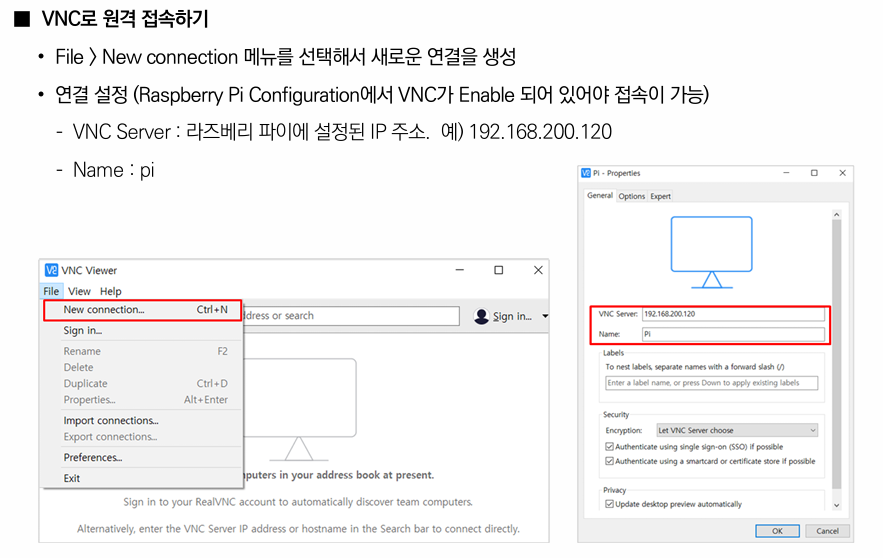 ■ VNC로 원격 접속하기
• File > New connection 메뉴를 선택해서 새로운 연결을 생성
• 연결 설정 (Raspberry Pi Configuration에서 VNC가 Enable 되어 있어야 접속이 가능)
- VNC Server : 라즈베리 파이에 설정된 IP 주소. 예) 192.168.200.120
- Name : pi
VNC Viewer
File View Help
New connection... Ctrl+N
ddress or search
Sign in...
Sign in...
Rename F2
Delete
Duplicate Ctrl+D
Properties... Alt+Enter
Import connections...
Export connections...
Preferences...
Exit
mputers in your address book at present.
Sign in to your RealVNC account to automatically discover team computers.
Alternatively, enter the VNC Server IP address or hostname in the Search bar to connect directly.
Pi - Properties
General Options Expert
VNC Server: 192.168.200.120
Name: Pi
Labels
To nest labels, separate names with a forward slash (/)
Enter a label name, or press Down to apply existing labels
Security
Encryption: Let VNC Server choose
Authenticate using single sign-on (SSO) if possible
Authenticate using a smartcard or certificate store if possible
Privacy
Update desktop preview automatically
OK Cancel